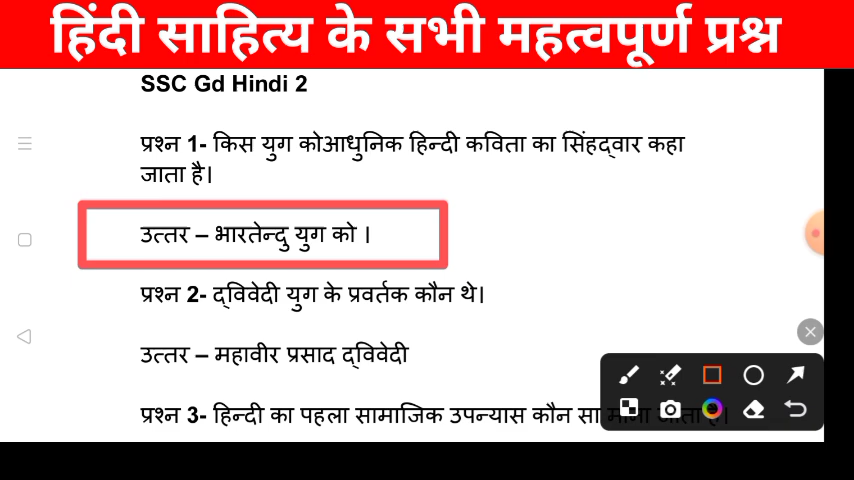 हिंदी साहित्य के सभी महत्वपूर्ण प्रश्न
SSC Gd Hindi 2
प्रश्न 1- किस युग कोआधुनिक हिन्दी कविता का सिंहद्वार कहा
जाता है।
उत्तर – भारतेन्दु युग को ।
प्रश्न 2- द्विवेदी युग के प्रवर्तक कौन थे।
उत्तर – महावीर प्रसाद द्विवेदी
प्रश्न 3- हिन्दी का पहला सामाजिक उपन्यास कौन सा माना जाता है।